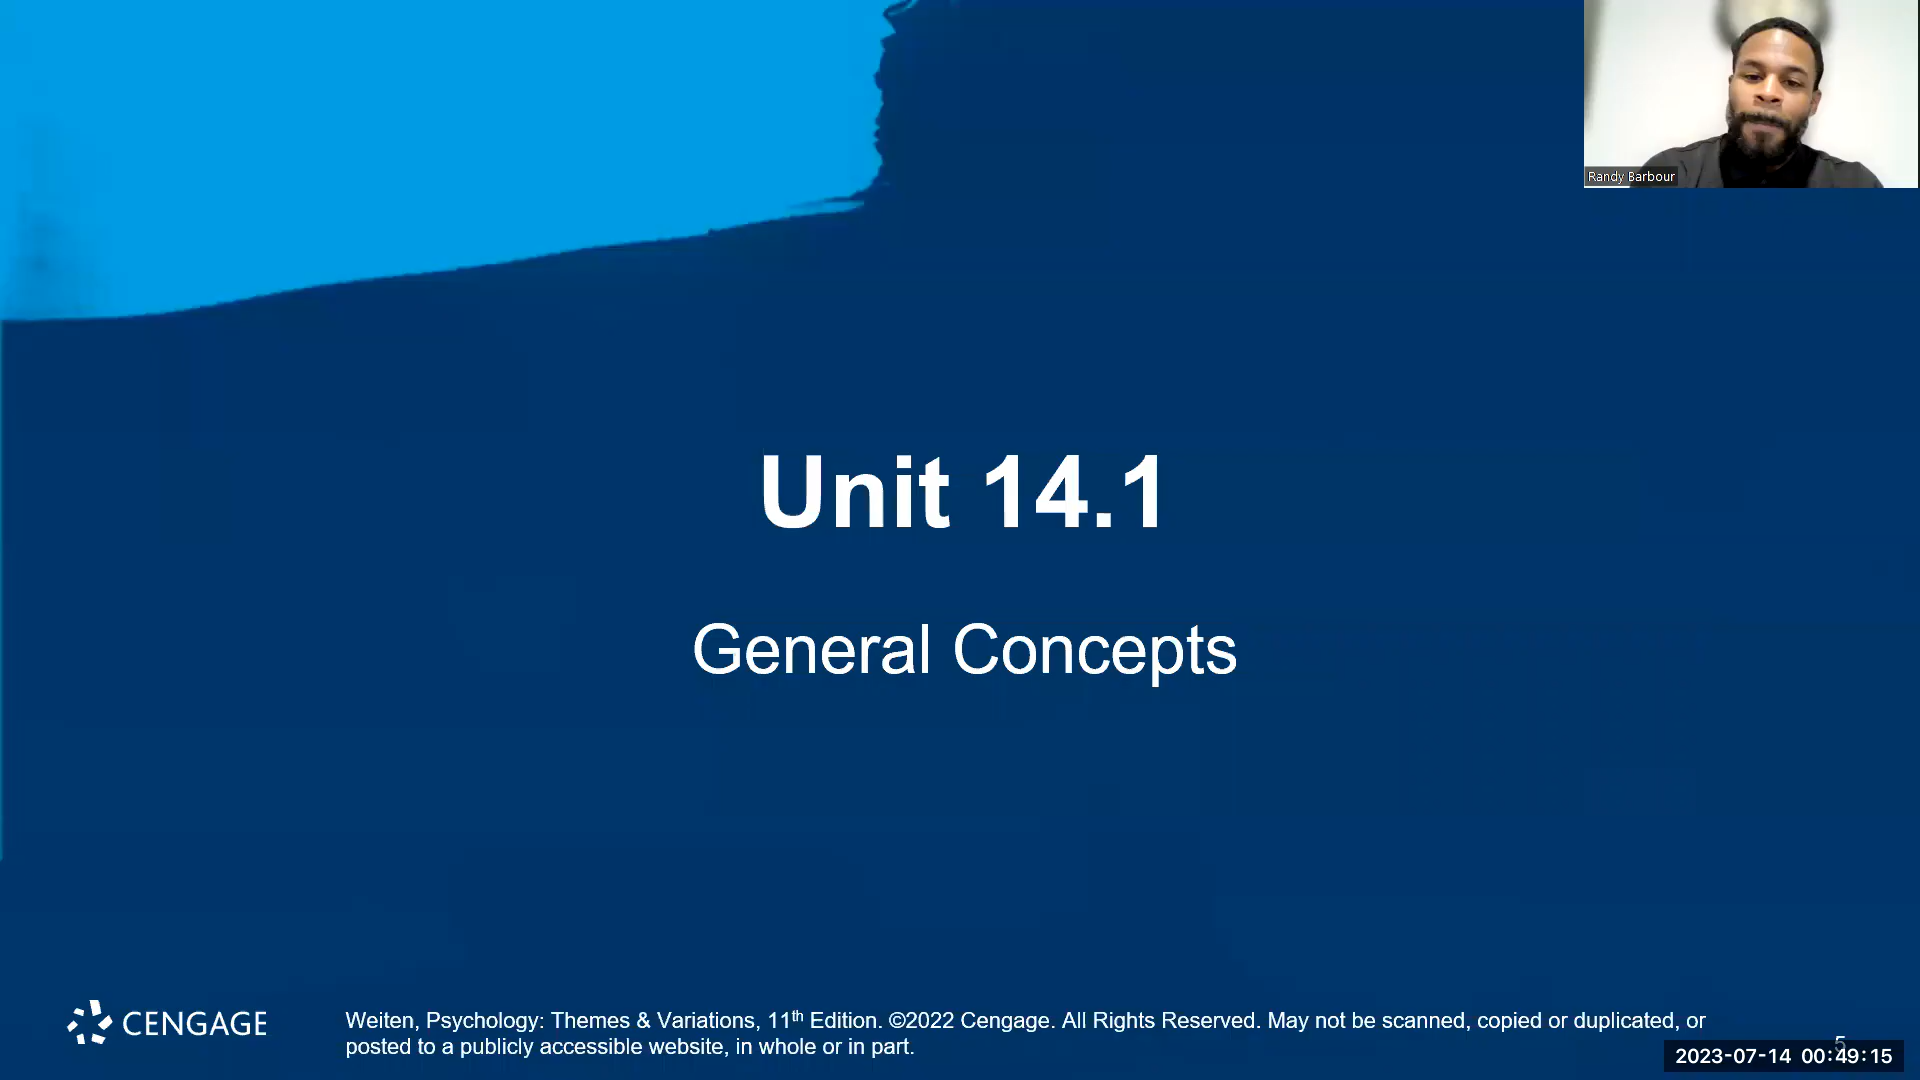 Randy Barbour
Unit 14.1
General Concepts
CENGAGE
Weiten, Psychology: Themes & Variations, 11th Edition. ©2022 Cengage. All Rights Reserved. May not be scanned, copied or duplicated, or
posted to a publicly accessible website, in whole or in part.
5
2023-07-14 00:49:15